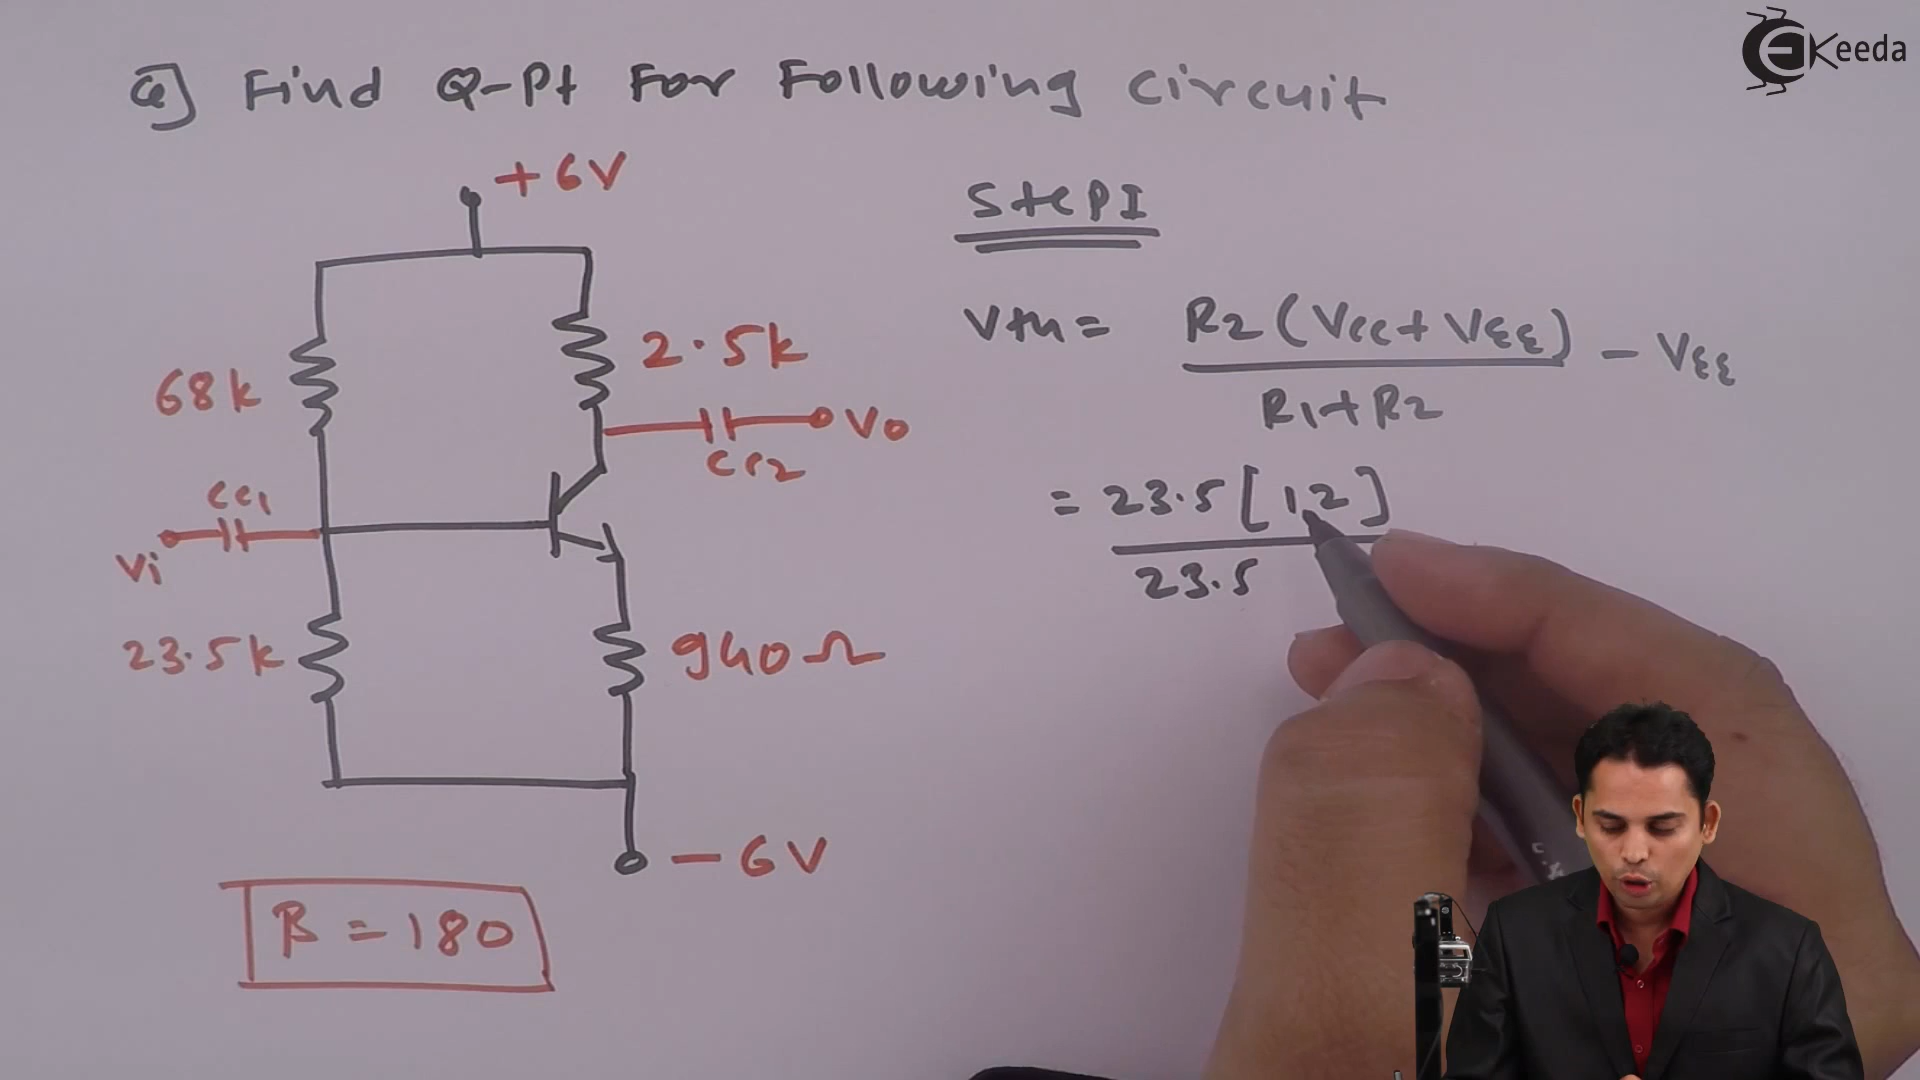 Q] Find Q-Pt For Following Circuit
+6V
Step I
68k
2.5k
Vth = R2(Vcc+VEE) - VEE
R1+R2
Vo
Cc2
Cc1
Vi
= 23.5[12]
23.5
23.5k
940Ω
-6V
β = 180
Keeda